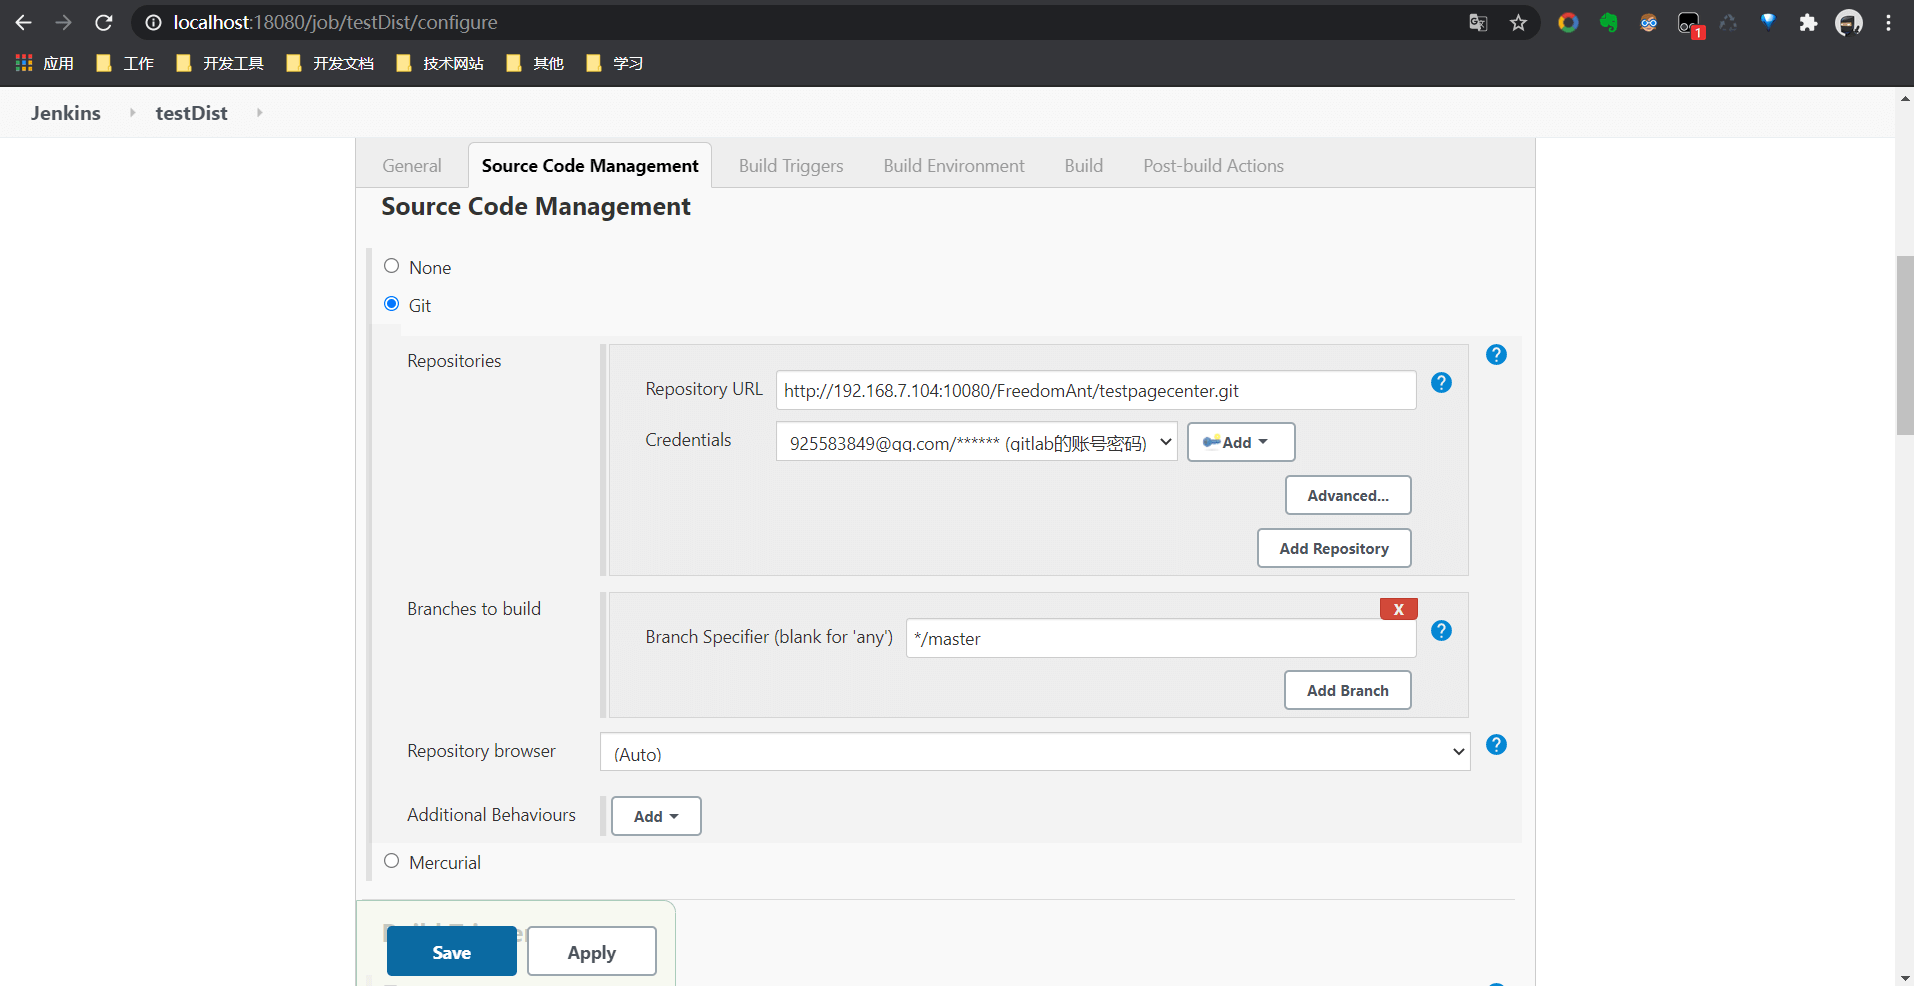 localhost:18080/job/testDist/configure
1
应用 工作 开发工具 开发文档 技术网站 其他 学习
Jenkins testDist
General Source Code Management Build Triggers Build Environment Build Post-build Actions
Source Code Management
None
Git
Repositories
Repository URL http://192.168.7.104:10080/FreedomAnt/testpagecenter.git
Credentials 925583849@qq.com/****** (gitlab的账号密码) Add
Advanced...
Add Repository
Branches to build
X
Branch Specifier (blank for 'any') */master
Add Branch
Repository browser (Auto)
Additional Behaviours Add
Mercurial
Save Apply